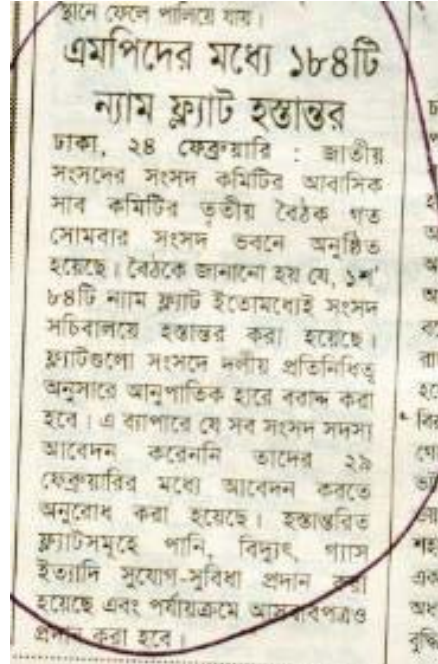 স্থানে ফেলে পালিয়ে যায়।
এমপিদের মধ্যে ১৮৪টি
ন্যাম ফ্ল্যাট হস্তান্তর
ঢাকা, ২৪ ফেব্রুয়ারি : জাতীয়
সংসদের সংসদ কমিটির আবাসিক
সাব কমিটির তৃতীয় বৈঠক গত
সোমবার সংসদ ভবনে অনুষ্ঠিত
হয়েছে। বৈঠকে জানানো হয় যে, ১শ'
৮৪টি ন্যাম ফ্ল্যাট ইতোমধ্যেই সংসদ
সচিবালয়ে হস্তান্তর করা হয়েছে।
ফ্ল্যাটগুলো সংসদে দলীয় প্রতিনিধিত্ব
অনুসারে আনুপাতিক হারে বরাদ্দ করা
হবে। এ ব্যাপারে যে সব সংসদ সদস্য
আবেদন করেননি তাদের ২৯
ফেব্রুয়ারির মধ্যে আবেদন করতে
অনুরোধ করা হয়েছে। হস্তান্তরিত
ফ্ল্যাটসমূহে পানি, বিদ্যুৎ, গ্যাস
ইত্যাদি সুযোগ-সুবিধা প্রদান করা
হয়েছে এবং পর্যায়ক্রমে আসবাবপত্রও
প্রদান করা হবে।